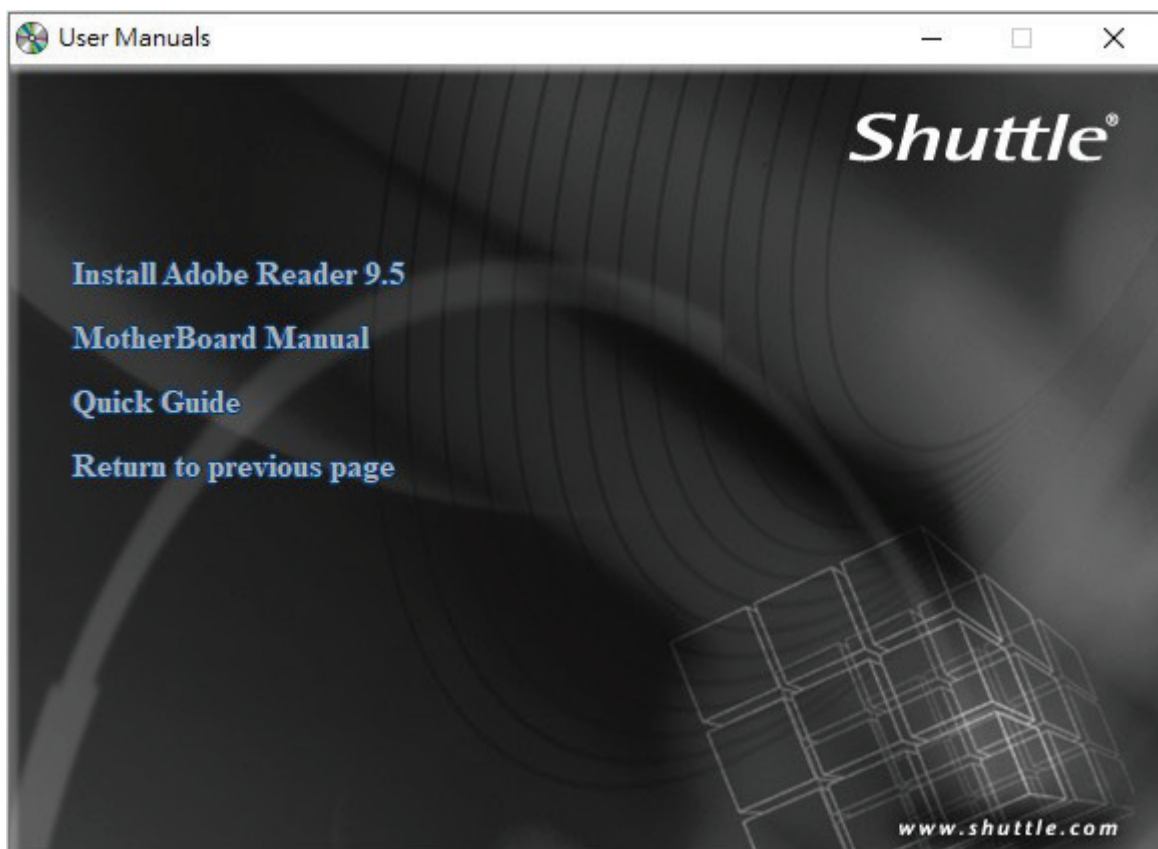 User Manuals
Shuttle®
Install Adobe Reader 9.5
MotherBoard Manual
Quick Guide
Return to previous page
www.shuttle.com